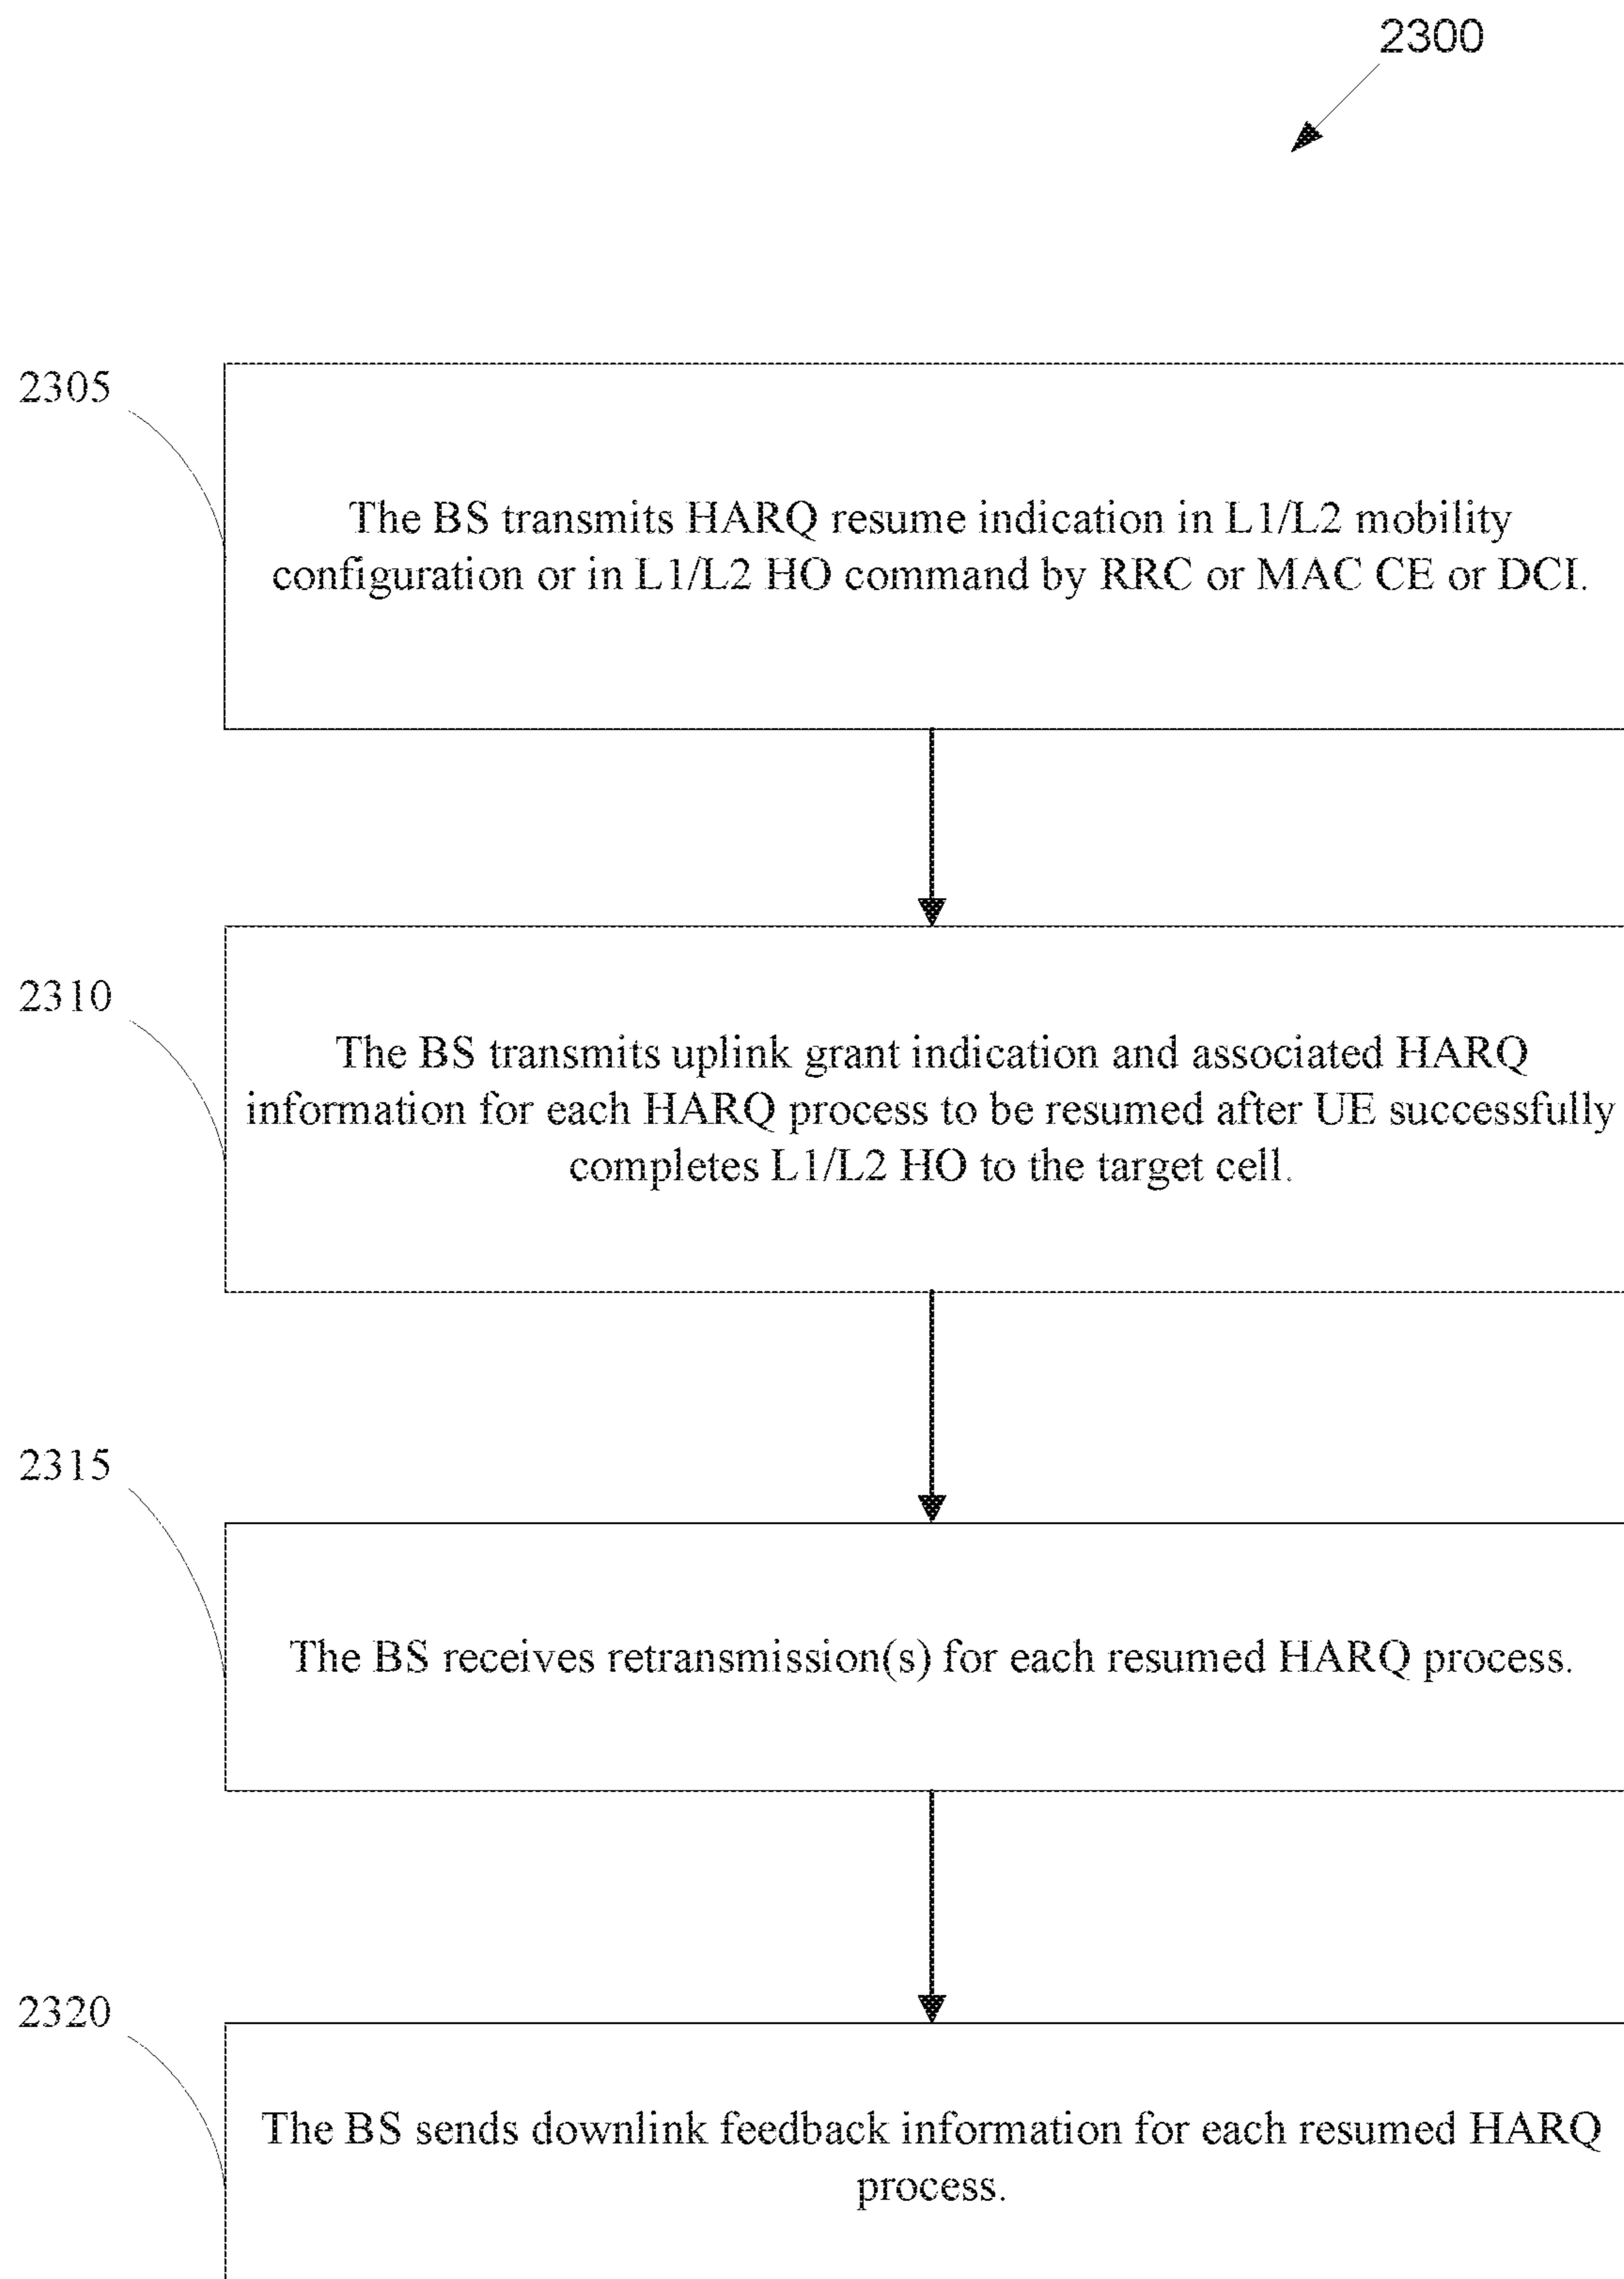 2300
2305
The BS transmits HARQ resume indication in L1/L2 mobility
configuration or in L1/L2 HO command by RRC or MAC CE or DCI.
2310
The BS transmits uplink grant indication and associated HARQ
information for each HARQ process to be resumed after UE successfully
completes L1/L2 HO to the target cell.
2315
The BS receives retransmission(s) for each resumed HARQ process.
2320
The BS sends downlink feedback information for each resumed HARQ
process.